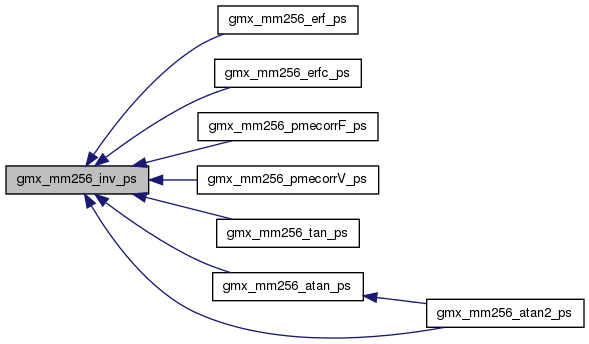 gmx_mm256_erf_ps
gmx_mm256_erfc_ps
gmx_mm256_pmecorrF_ps
gmx_mm256_inv_ps
gmx_mm256_pmecorrV_ps
gmx_mm256_tan_ps
gmx_mm256_atan_ps
gmx_mm256_atan2_ps